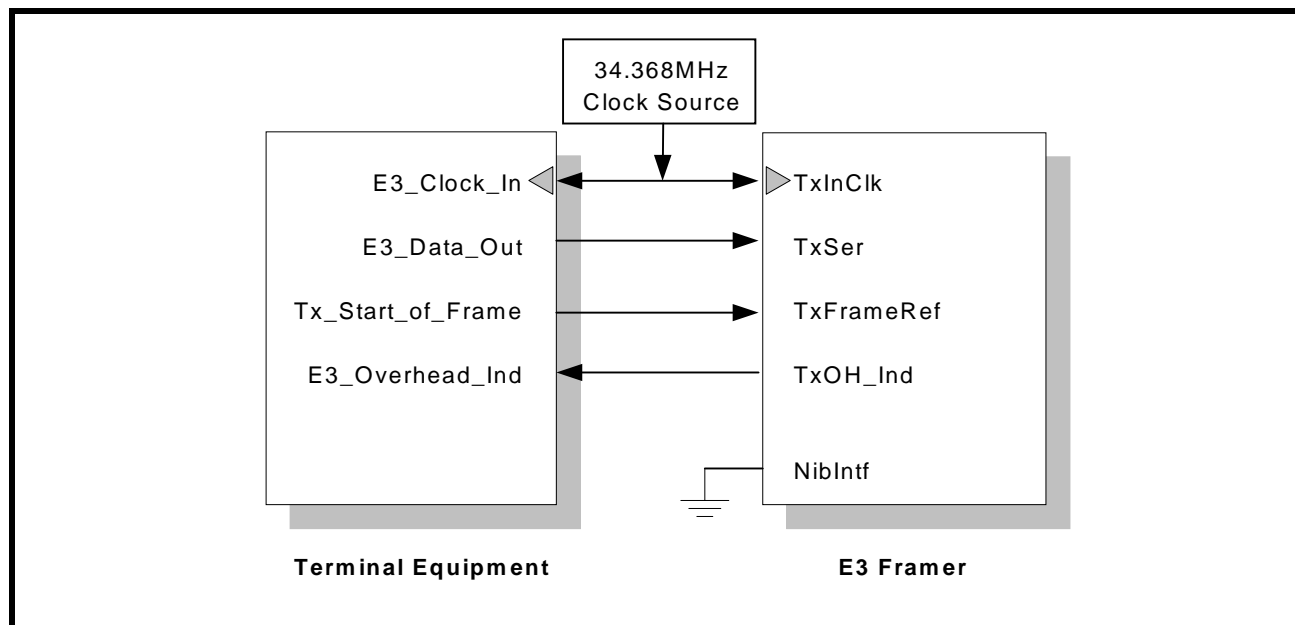 34.368MHz
Clock Source
E3_Clock_In
TxInClk
E3_Data_Out
TxSer
Tx_Start_of_Frame
TxFrameRef
E3_Overhead_Ind
TxOH_Ind
NibIntf
Terminal Equipment
E3 Framer